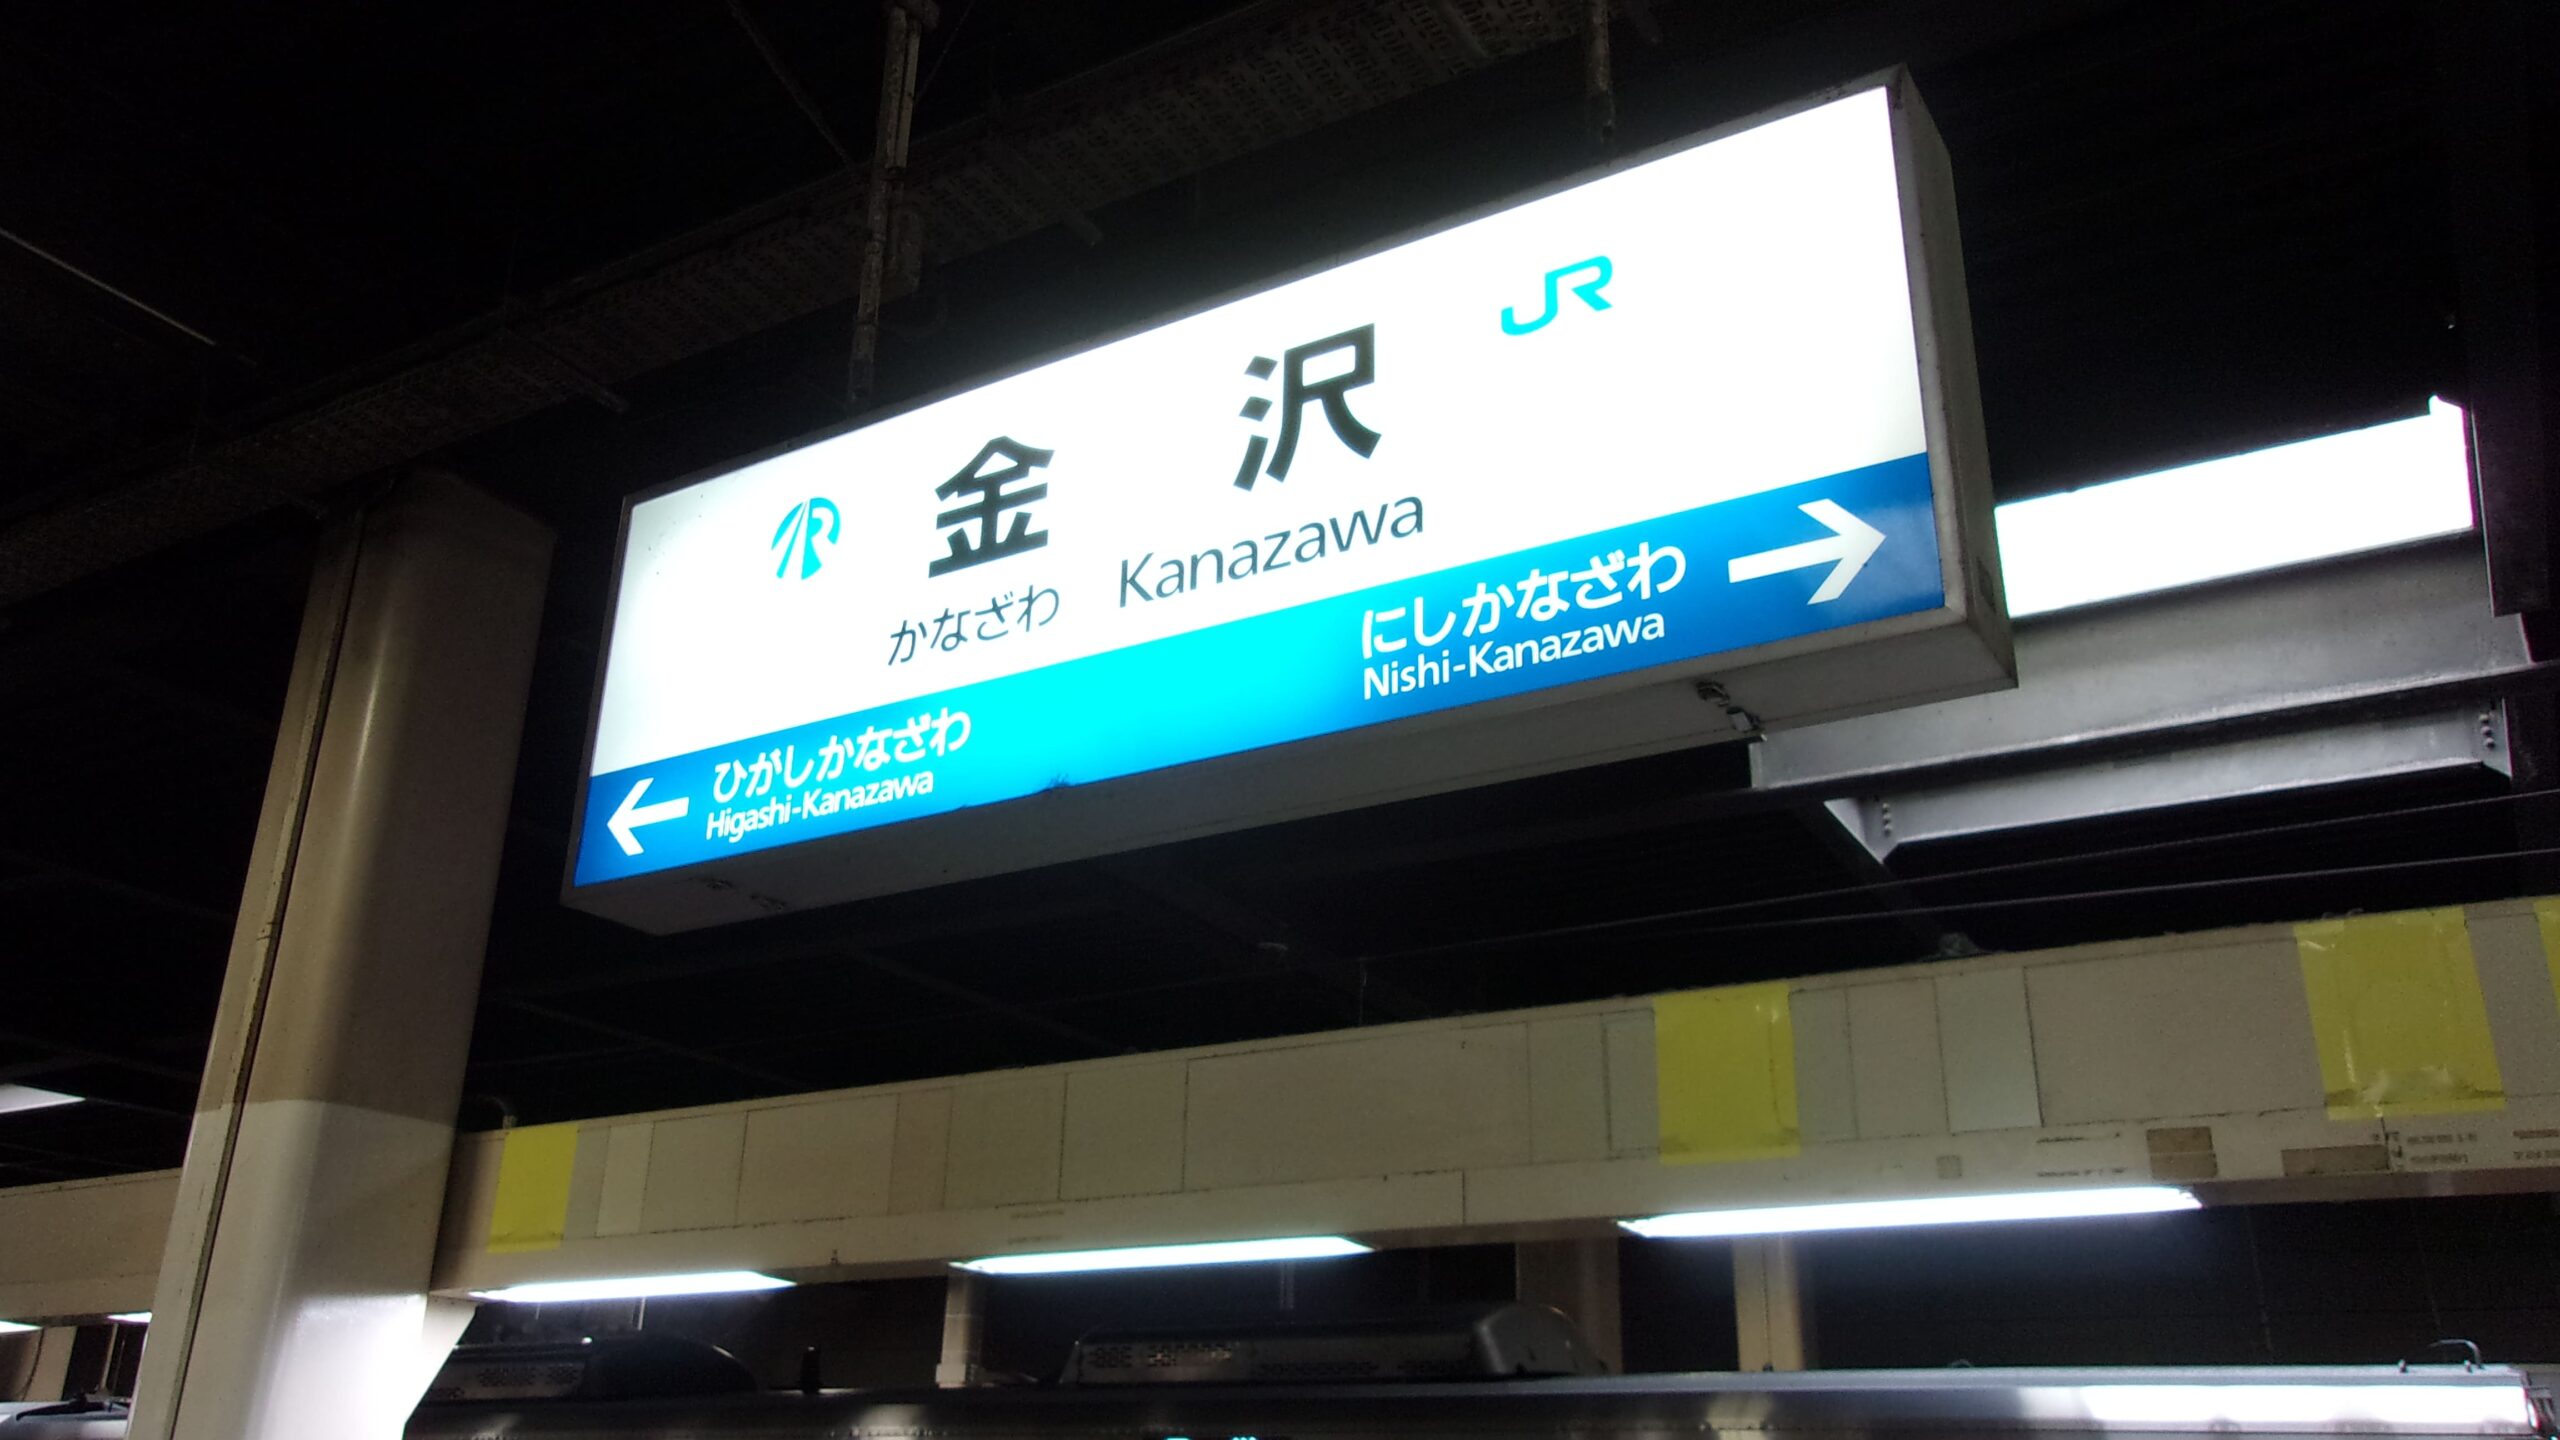 IR
JR
金沢
かなざわ Kanazawa
にしかなざわ →
Nishi-Kanazawa
← ひがしかなざわ
Higashi-Kanazawa